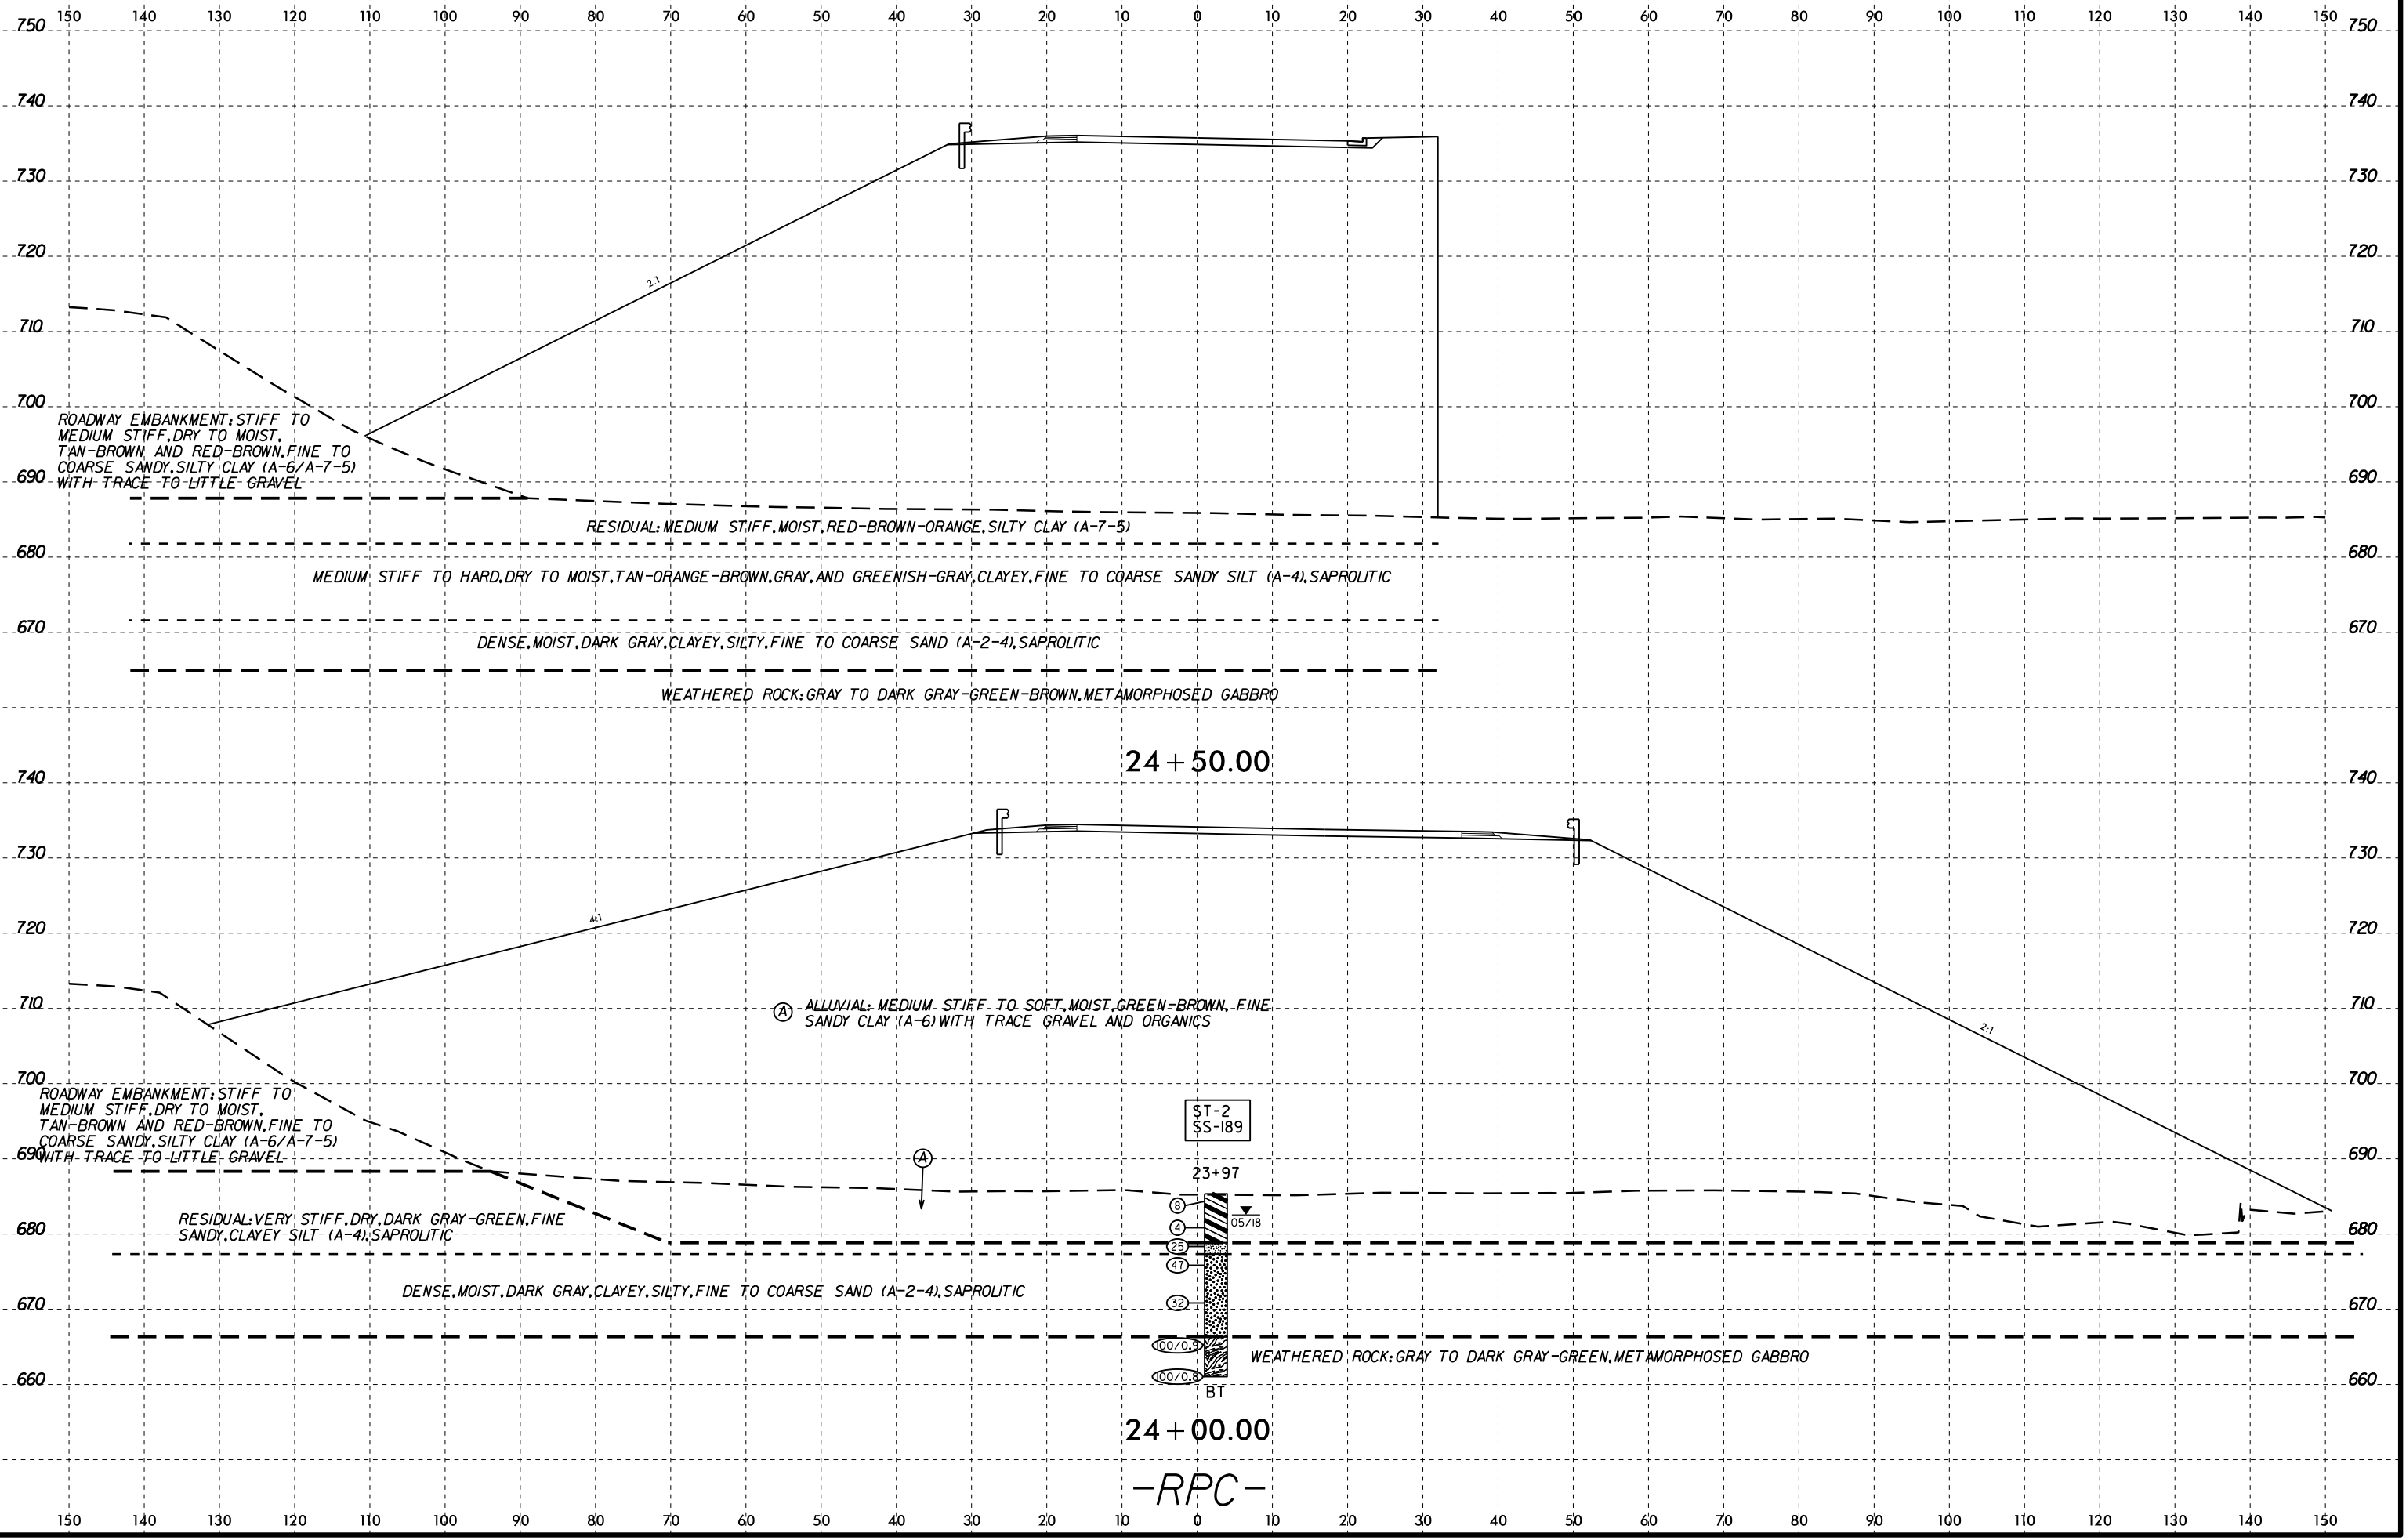 150 140 130 120 110 100 90 80 70 60 50 40 30 20 10 0 10 20 30 40 50 60 70 80 90 100 110 120 130 140 150
750 750
740 740
730 730
2:1
720 720
710 710
700 700
ROADWAY EMBANKMENT: STIFF TO
MEDIUM STIFF, DRY TO MOIST,
TAN-BROWN AND RED-BROWN, FINE TO
COARSE SANDY, SILTY CLAY (A-6/A-7-5)
WITH TRACE TO LITTLE GRAVEL
690 690
RESIDUAL: MEDIUM STIFF, MOIST, RED-BROWN-ORANGE, SILTY CLAY (A-7-5)
680 680
MEDIUM STIFF TO HARD, DRY TO MOIST, TAN-ORANGE-BROWN, GRAY, AND GREENISH-GRAY, CLAYEY, FINE TO COARSE SANDY SILT (A-4), SAPROLITIC
670 670
DENSE, MOIST, DARK GRAY, CLAYEY, SILTY, FINE TO COARSE SAND (A-2-4), SAPROLITIC
WEATHERED ROCK: GRAY TO DARK GRAY-GREEN-BROWN, METAMORPHOSED GABBRO
24+50.00
740 740
730 730
4:1
720 720
710 710
A ALLUVIAL: MEDIUM STIFF TO SOFT, MOIST, GREEN-BROWN, FINE
SANDY CLAY (A-6) WITH TRACE GRAVEL AND ORGANICS
2:1
700 700
ROADWAY EMBANKMENT: STIFF TO
MEDIUM STIFF, DRY TO MOIST,
TAN-BROWN AND RED-BROWN, FINE TO
COARSE SANDY, SILTY CLAY (A-6/A-7-5)
WITH TRACE TO LITTLE GRAVEL
ST-2
SS-189
690 690
A
23+97
8
05/18
RESIDUAL: VERY STIFF, DRY, DARK GRAY-GREEN, FINE
SANDY, CLAYEY SILT (A-4), SAPROLITIC
4
680 680
25
47
DENSE, MOIST, DARK GRAY, CLAYEY, SILTY, FINE TO COARSE SAND (A-2-4), SAPROLITIC
32
670 670
100/0.9
WEATHERED ROCK: GRAY TO DARK GRAY-GREEN, METAMORPHOSED GABBRO
100/0.8
660 660
BT
24+00.00
-RPC-
150 140 130 120 110 100 90 80 70 60 50 40 30 20 10 0 10 20 30 40 50 60 70 80 90 100 110 120 130 140 150